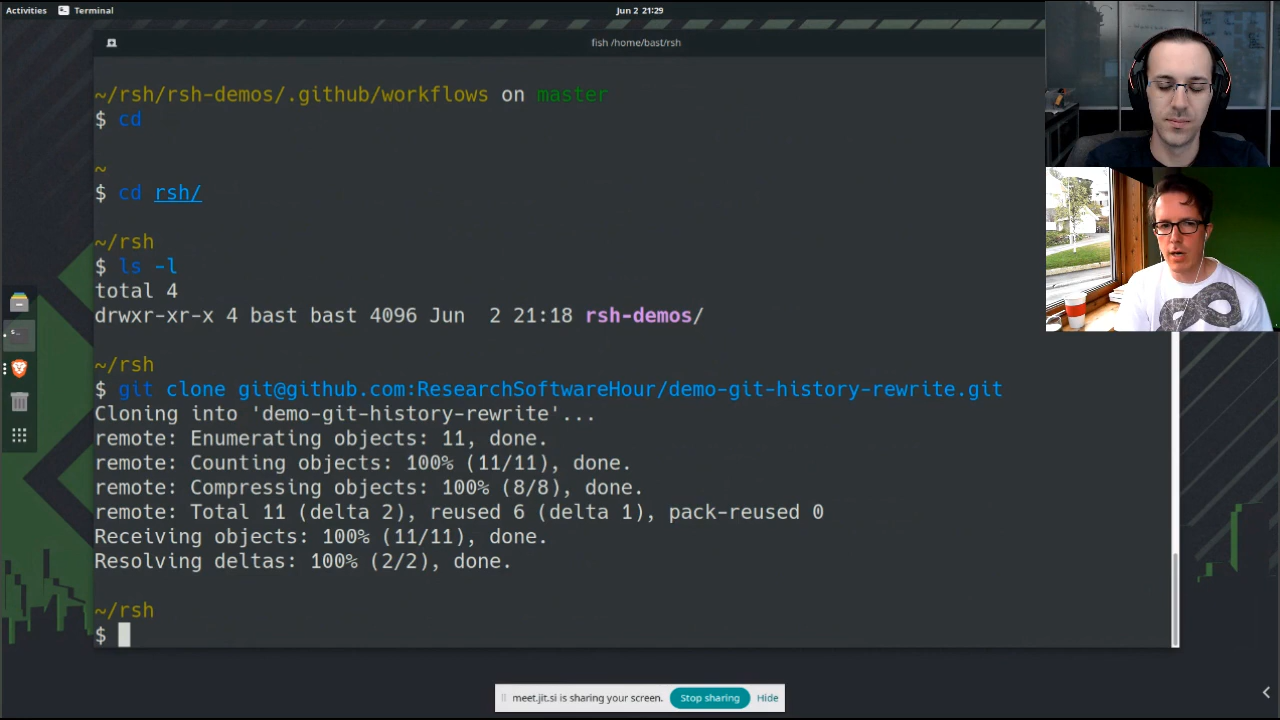 Activities Terminal Jun 2 21:29
fish /home/bast/rsh
~/rsh/rsh-demos/.github/workflows on master
$ cd
~
$ cd rsh/
~/rsh
$ ls -l
total 4
drwxr-xr-x 4 bast bast 4096 Jun  2 21:18 rsh-demos/
~/rsh
$ git clone git@github.com:ResearchSoftwareHour/demo-git-history-rewrite.git
Cloning into 'demo-git-history-rewrite'...
remote: Enumerating objects: 11, done.
remote: Counting objects: 100% (11/11), done.
remote: Compressing objects: 100% (8/8), done.
remote: Total 11 (delta 2), reused 6 (delta 1), pack-reused 0
Receiving objects: 100% (11/11), done.
Resolving deltas: 100% (2/2), done.
~/rsh
$
meet.jit.si is sharing your screen. Stop sharing Hide